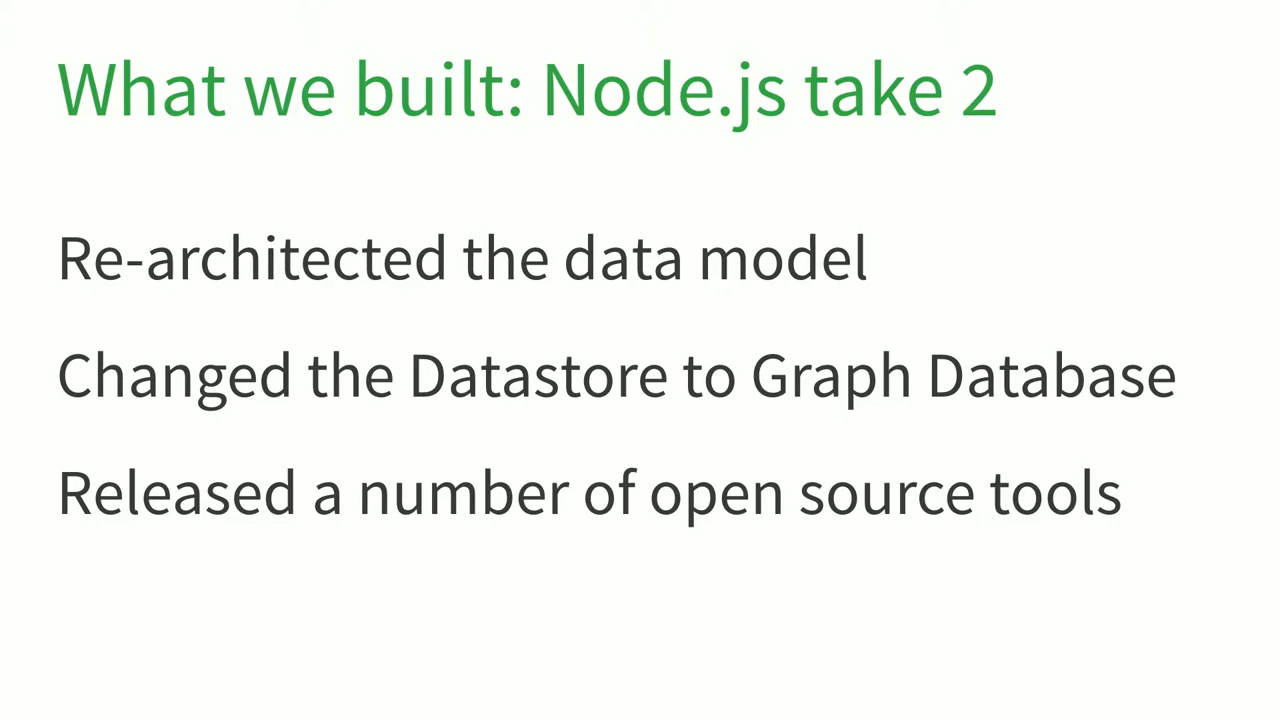 What we built: Node.js take 2
Re-architected the data model
Changed the Datastore to Graph Database
Released a number of open source tools